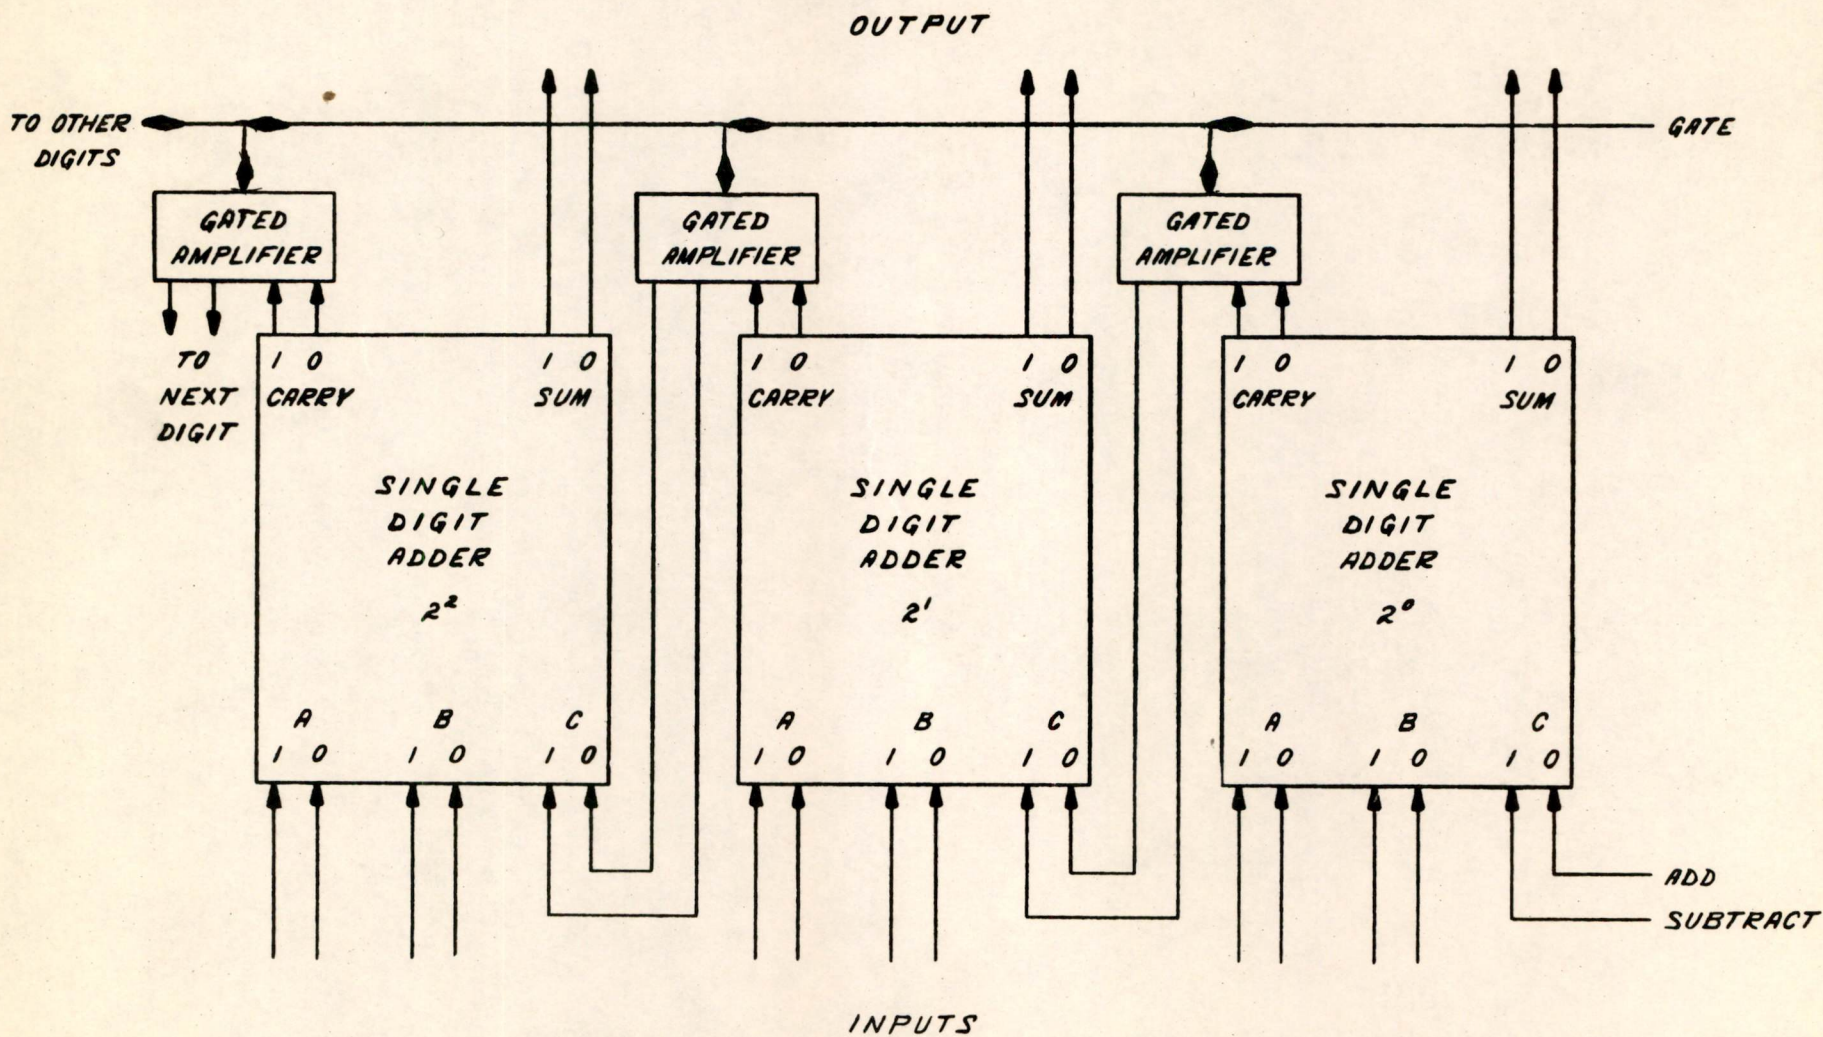 OUTPUT
TO OTHER
DIGITS
GATE
GATED
AMPLIFIER
GATED
AMPLIFIER
GATED
AMPLIFIER
TO
NEXT
DIGIT
1 0
CARRY
1 0
SUM
SINGLE
DIGIT
ADDER
2²
A B C
1 0 1 0 1 0
1 0
CARRY
1 0
SUM
SINGLE
DIGIT
ADDER
2¹
A B C
1 0 1 0 1 0
1 0
CARRY
1 0
SUM
SINGLE
DIGIT
ADDER
2⁰
A B C
1 0 1 0 1 0
ADD
SUBTRACT
INPUTS